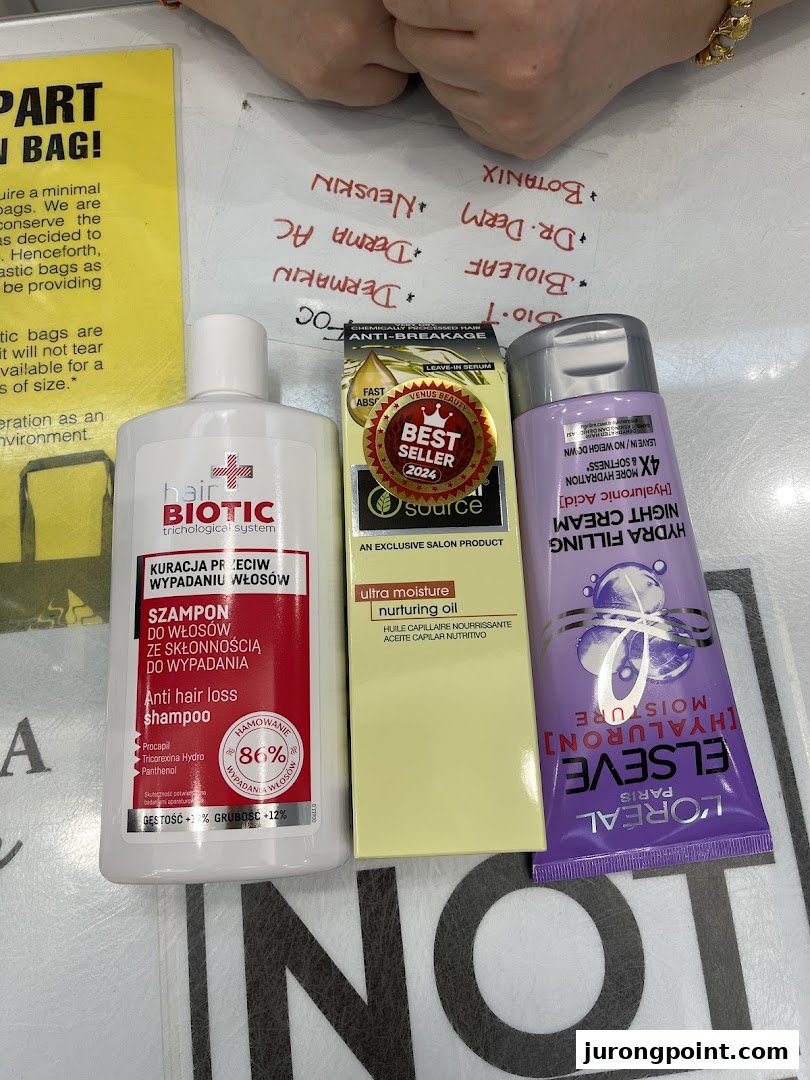 PART
N BAG!
uire a minimal
bags. We are
conserve the
as decided to
. Henceforth,
astic bags as
be providing
tic bags are
it will not tear
vailable for a
s of size.*
eration as an
nvironment.
BOTANIX
DR. DERM
BIOLEAF
BIO-T
NEUSKIN
DERMA AC
DERMAKIN
FOC
hair
BIOTIC
trichological system
KURACJA PRZECIW
WYPADANIU WŁOSÓW
SZAMPON
DO WŁOSÓW
ZE SKŁONNOŚCIĄ
DO WYPADANIA
Anti hair loss
shampoo
Procapil
Tricorexina Hydro
Panthenol
HAMOWANIE
86%
WYPADANIA WŁOSÓW
GĘSTOŚĆ GRUBOŚĆ +12%
CHEMICALLY PROCESSED HAIR
ANTI-BREAKAGE
LEAVE-IN SERUM
FAST
VENUS BEAUTY
BEST
SELLER
2024
source
AN EXCLUSIVE SALON PRODUCT
ultra moisture
nurturing oil
HUILE CAPILLAIRE NOURRISSANTE
ACEITE CAPILAR NUTRITIVO
L'ORÉAL
PARIS
ELSEVE
[HYALURON]
MOISTURE
HYDRA FILLING
NIGHT CREAM
[Hyaluronic Acid]
4X MORE HYDRATION
& SOFTNESS*
LEAVE IN / NO WEIGH DOWN
DEHYDRATED HAIR
A
NOT
jurongpoint.com